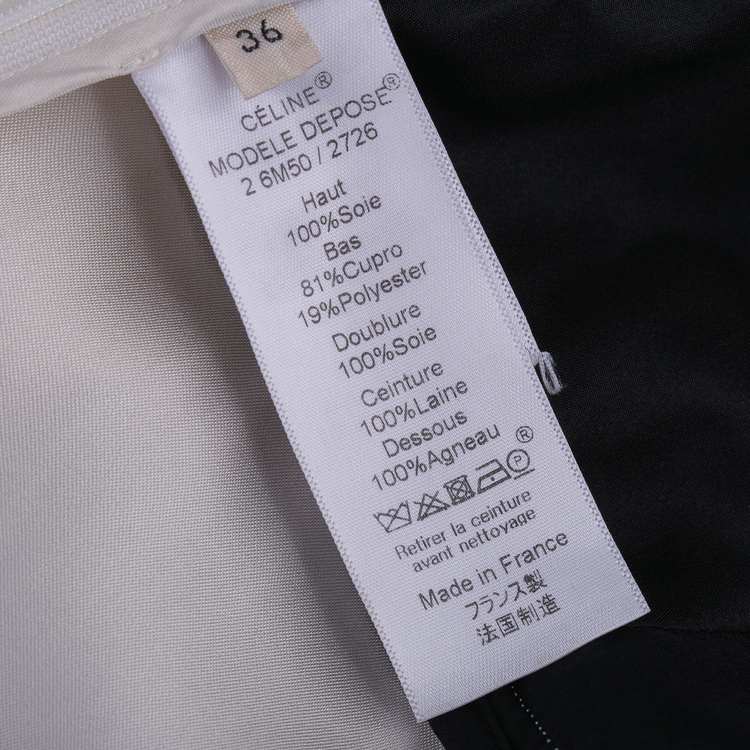 36
CÉLINE®
MODELE DEPOSE®
2 6M50 / 2726
Haut
100%Soie
Bas
81%Cupro
19%Polyester
Doublure
100%Soie
Ceinture
100%Laine
Dessous
100%Agneau
®
P
Retirer la ceinture
avant nettoyage
Made in France
フランス製
法国制造